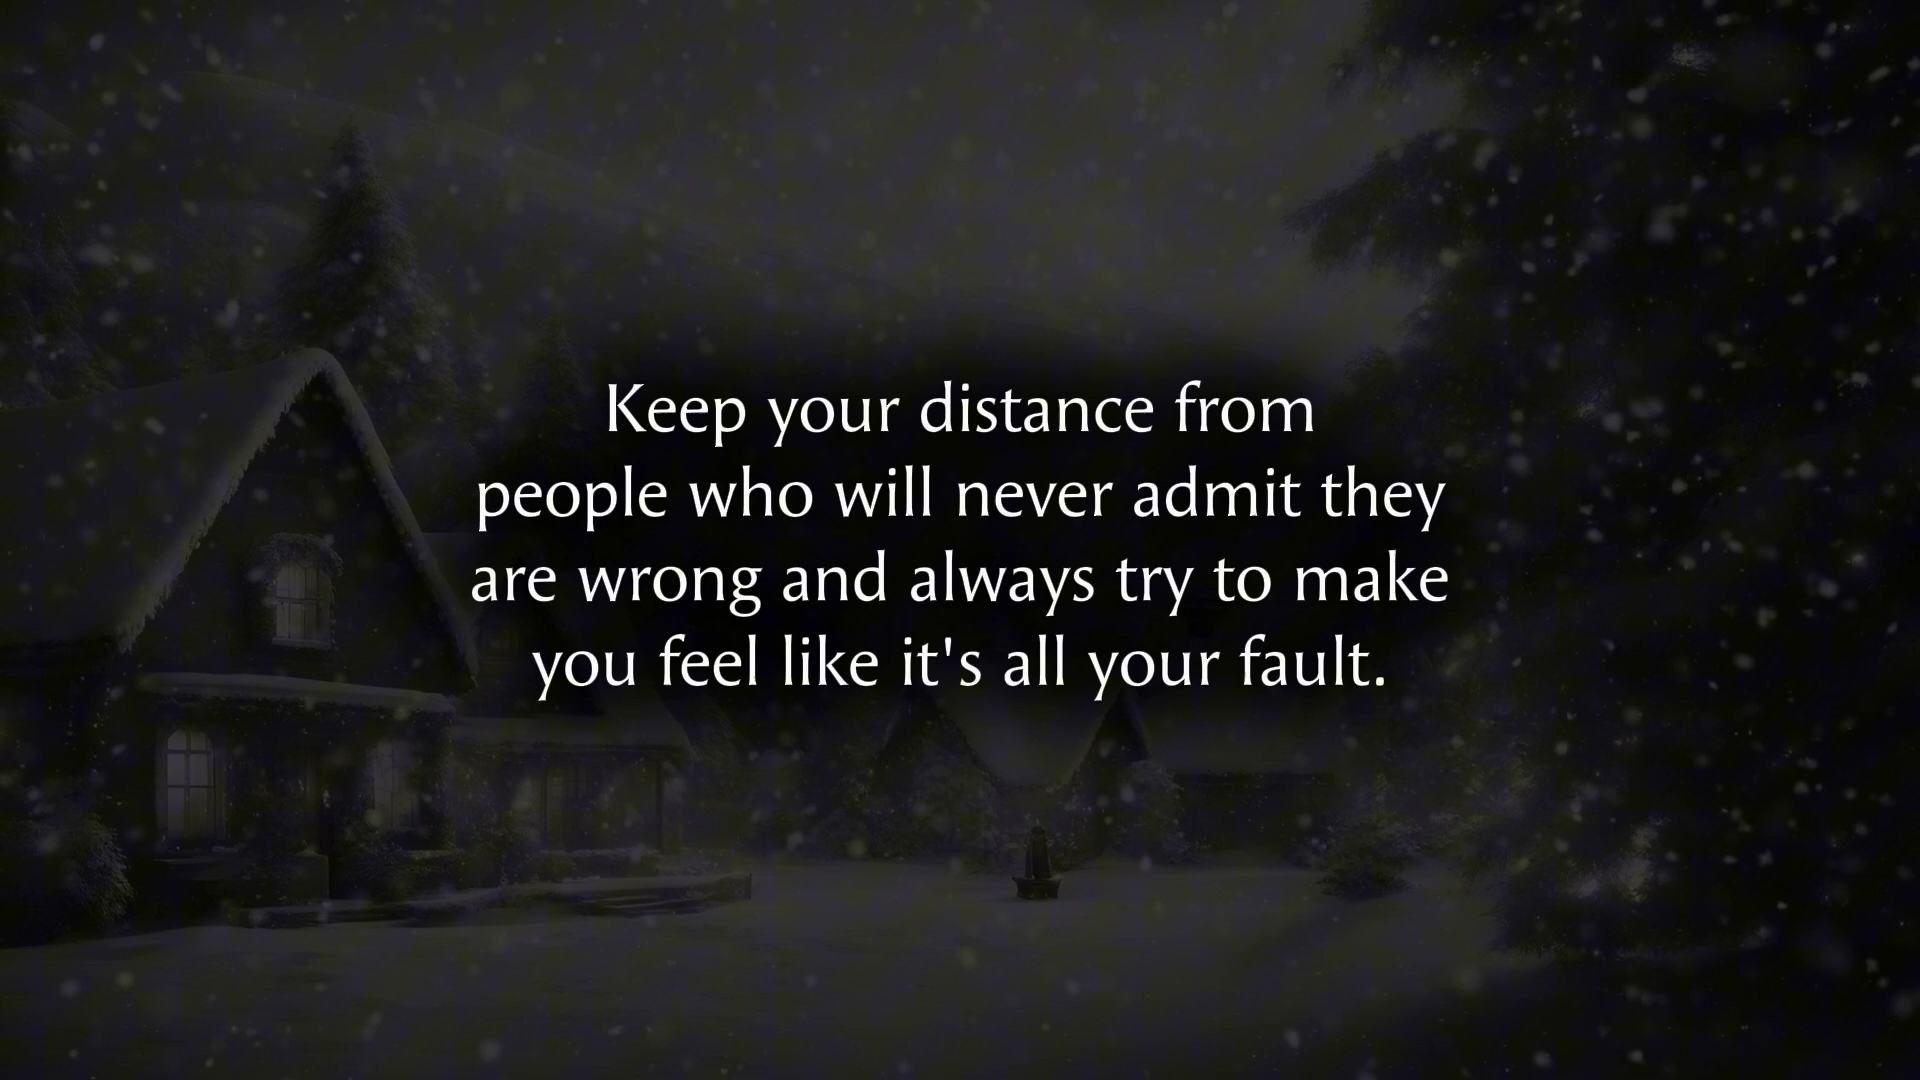 Keep your distance from
people who will never admit they
are wrong and always try to make
you feel like it's all your fault.